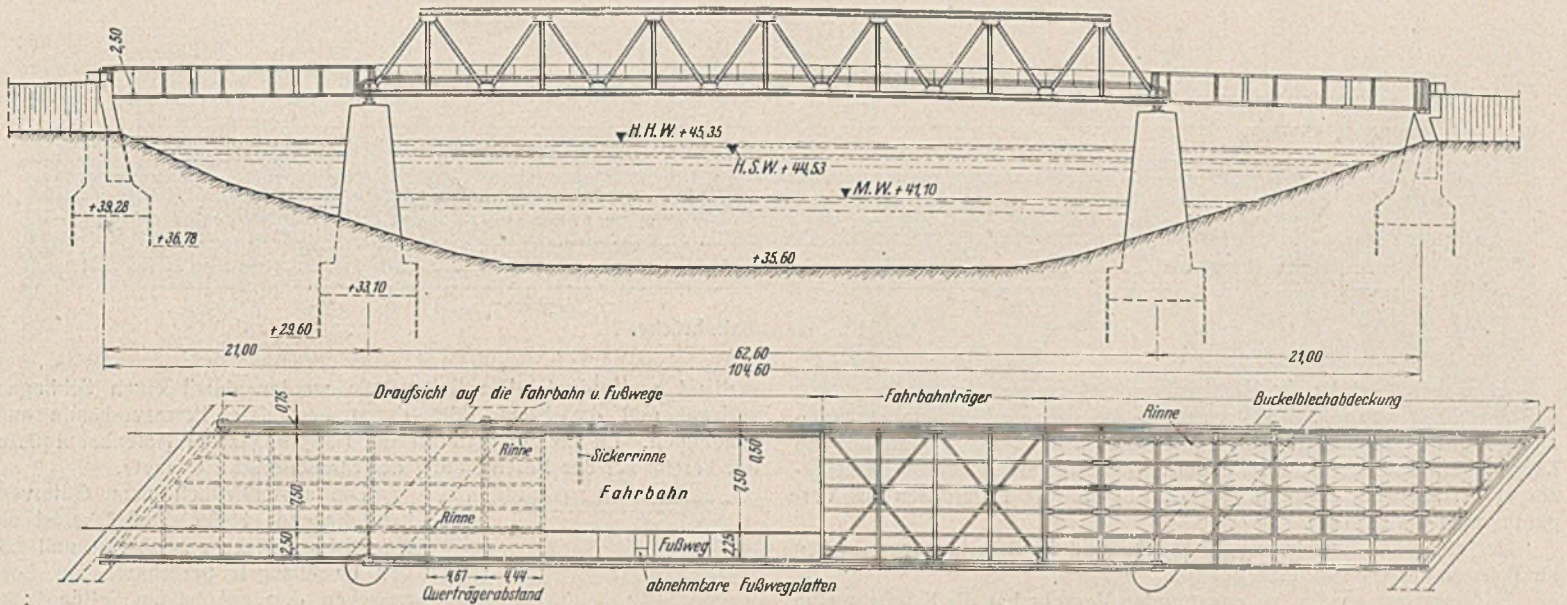 2,50
H.H.W. +45,35
H.S.W. +44,53
M.W. +41,10
+39,28
+36,78
+35,60
+33,10
+29,60
21,00
62,60
21,00
104,60
Draufsicht auf die Fahrbahn u. Fußwege
Fahrbahnträger
Rinne
Buckelblechabdeckung
0,75
Rinne
Sickerrinne
0,50
7,50
7,50
Fahrbahn
Rinne
2,50
Fußweg
2,25
4,67
4,44
abnehmbare Fußwegplatten
Querträgerabstand